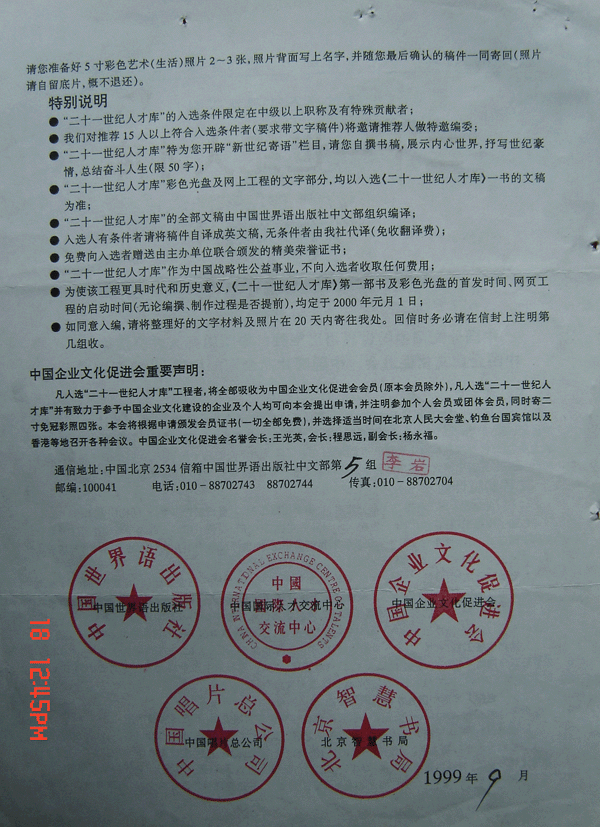 请您准备好5寸彩色艺术(生活)照片2~3张,照片背面写上名字,并随您最后确认的稿件一同寄回(照片
请自留底片,概不退还)。
特别说明
●“二十一世纪人才库”的入选条件限定在中级以上职称及有特殊贡献者;
●我们对推荐15人以上符合入选条件者(要求带文字稿件)将邀请推荐人做特邀编委;
●“二十一世纪人才库”特为您开辟“新世纪寄语”栏目,请您自撰书稿,展示内心世界,抒写世纪豪
情,总结奋斗人生(限50字);
●“二十一世纪人才库”彩色光盘及网上工程的文字部分,均以入选《二十一世纪人才库》一书的文稿
为准;
●“二十一世纪人才库”的全部文稿由中国世界语出版社中文部组织编译;
●入选人有条件者请将稿件自译成英文稿,无条件者由我社代译(免收翻译费);
●免费向入选者赠送由主办单位联合颁发的精美荣誉证书;
●“二十一世纪人才库”作为中国战略性公益事业,不向入选者收取任何费用;
●为使该工程更具时代和历史意义,《二十一世纪人才库》第一部书及彩色光盘的首发时间、网页工
程的启动时间(无论编撰、制作过程是否提前),均定于2000年元月1日;
●如同意入编,请将整理好的文字材料及照片在20天内寄往我处。回信时务必请在信封上注明第
几组收。
中国企业文化促进会重要声明:
凡入选“二十一世纪人才库”工程者,将全部吸收为中国企业文化促进会会员(原本会员除外),凡入选“二十一世纪人
才库”并有致力于参予中国企业文化建设的企业及个人均可向本会提出申请,并注明参加个人会员或团体会员,同时寄二
寸免冠彩照四张。本会将根据申请颁发会员证书(一切全部免费),并选择适当时间在北京人民大会堂、钓鱼台国宾馆以及
香港等地召开各种会议。中国企业文化促进会名誉会长:王光英,会长:程思远,副会长:杨永福。
通信地址:中国北京2534信箱中国世界语出版社中文部第5组 李岩
邮编:100041 电话:010-88702743 88702744 传真:010-88702704
中国世界语出版社
中国世界语出版社
CHINA INTERNATIONAL EXCHANGE CENTRE OF TALENTS
中國
国际人才
交流中心
中国国际人才交流中心
中国企业文化促进会
中国企业文化促进会
中国唱片总公司
中国唱片总公司
北京智慧书局
北京智慧书局
1999年9月
18 12:45PM